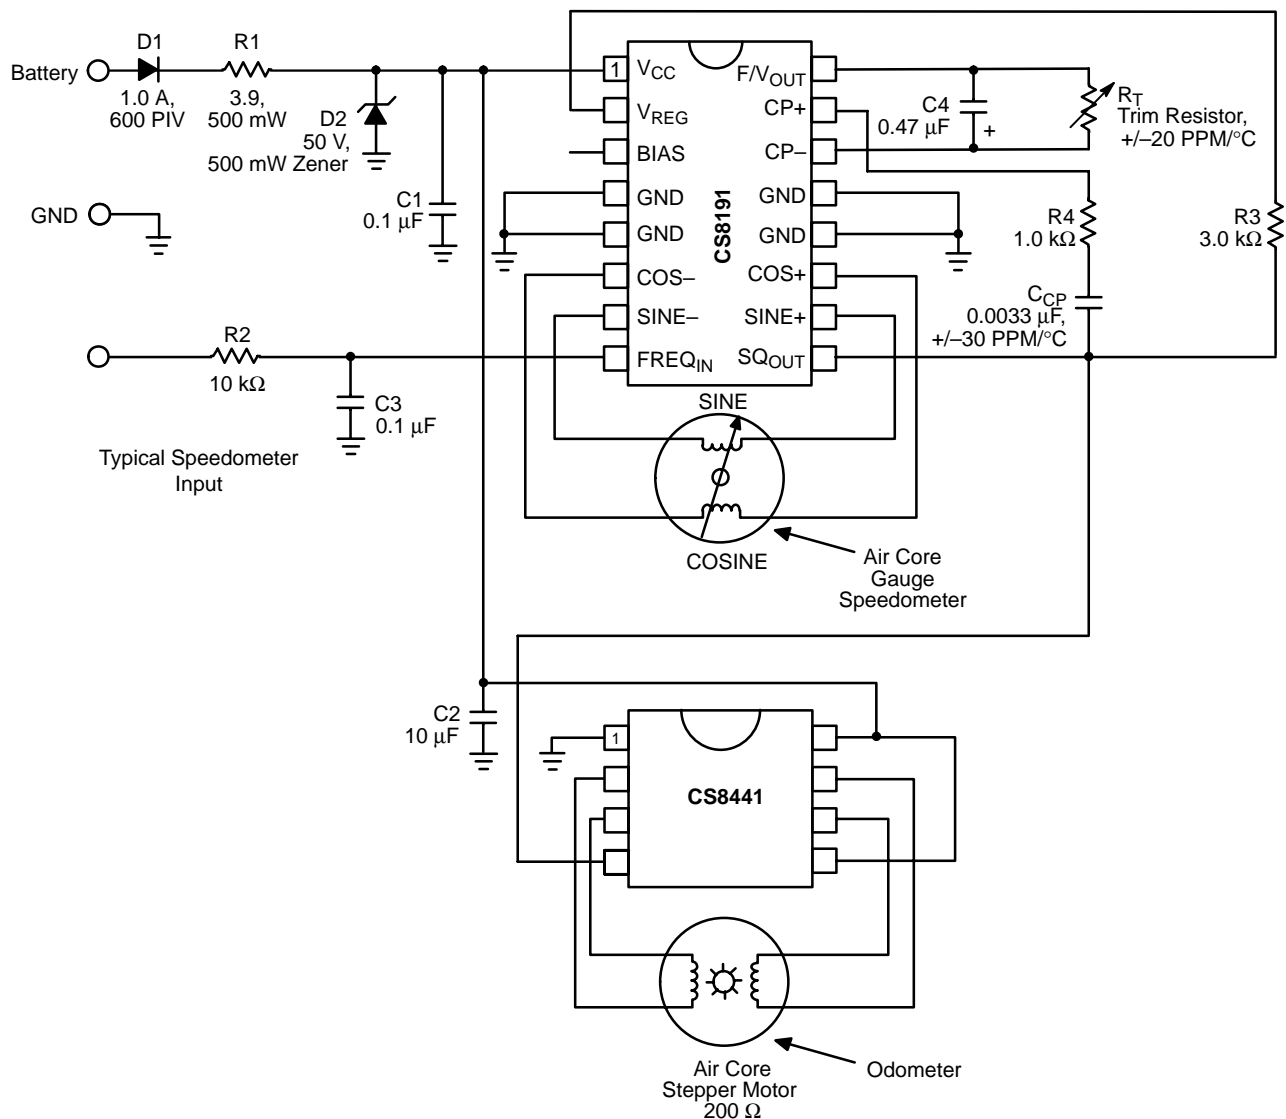 Battery
D1
1.0 A,
600 PIV
R1
3.9,
500 mW
D2
50 V,
500 mW Zener
C1
0.1 μF
GND
R2
10 kΩ
C3
0.1 μF
Typical Speedometer
Input
1
VCC
VREG
BIAS
GND
GND
COS–
SINE–
FREQIN
CS8191
F/VOUT
CP+
CP–
GND
GND
COS+
SINE+
SQOUT
C4
0.47 μF
+
RT
Trim Resistor,
+/–20 PPM/°C
R4
1.0 kΩ
R3
3.0 kΩ
CCP
0.0033 μF,
+/–30 PPM/°C
SINE
COSINE
Air Core
Gauge
Speedometer
C2
10 μF
1
CS8441
Air Core
Stepper Motor
200 Ω
Odometer